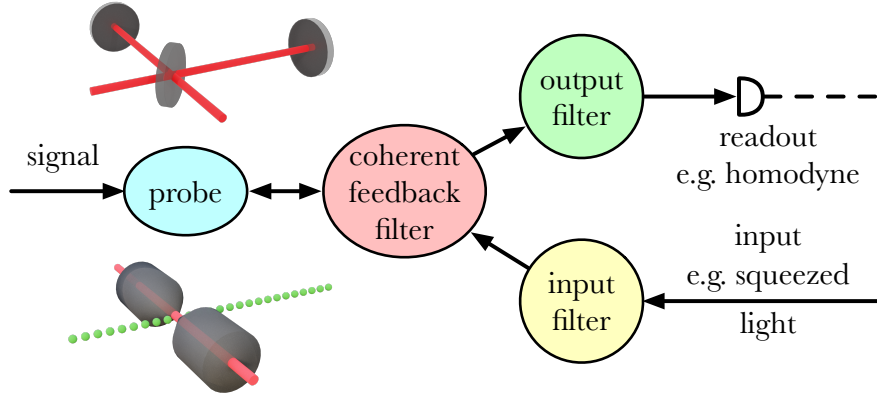 signal
probe
coherent
feedback
filter
output
filter
readout
e.g. homodyne
input
filter
input
e.g. squeezed
light